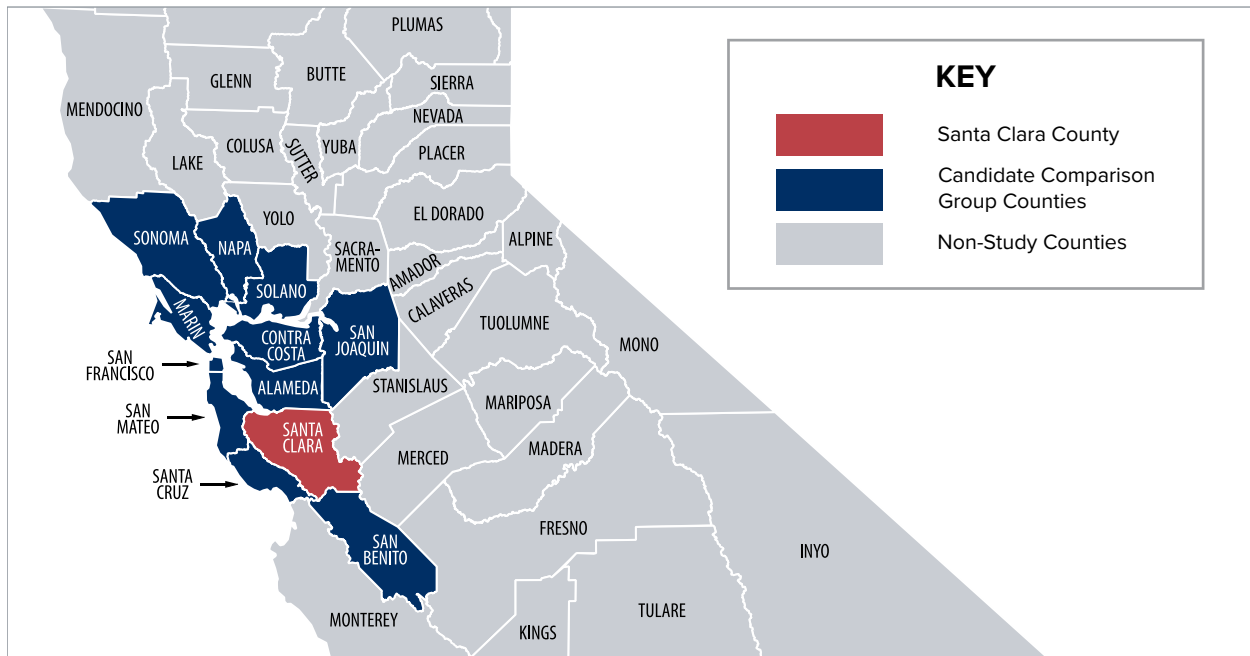 PLUMAS
BUTTE
GLENN
SIERRA
MENDOCINO
NEVADA
COLUSA
SUTTER
YUBA
PLACER
LAKE
YOLO
EL DORADO
SONOMA
NAPA
SACRA-
MENTO
ALPINE
AMADOR
SOLANO
CALAVERAS
MARIN
TUOLUMNE
CONTRA
COSTA
SAN
JOAQUIN
MONO
SAN
FRANCISCO
ALAMEDA
STANISLAUS
MARIPOSA
SAN
MATEO
SANTA
CLARA
MADERA
MERCED
SANTA
CRUZ
FRESNO
SAN
BENITO
INYO
MONTEREY
KINGS
TULARE
KEY
Santa Clara County
Candidate Comparison
Group Counties
Non-Study Counties